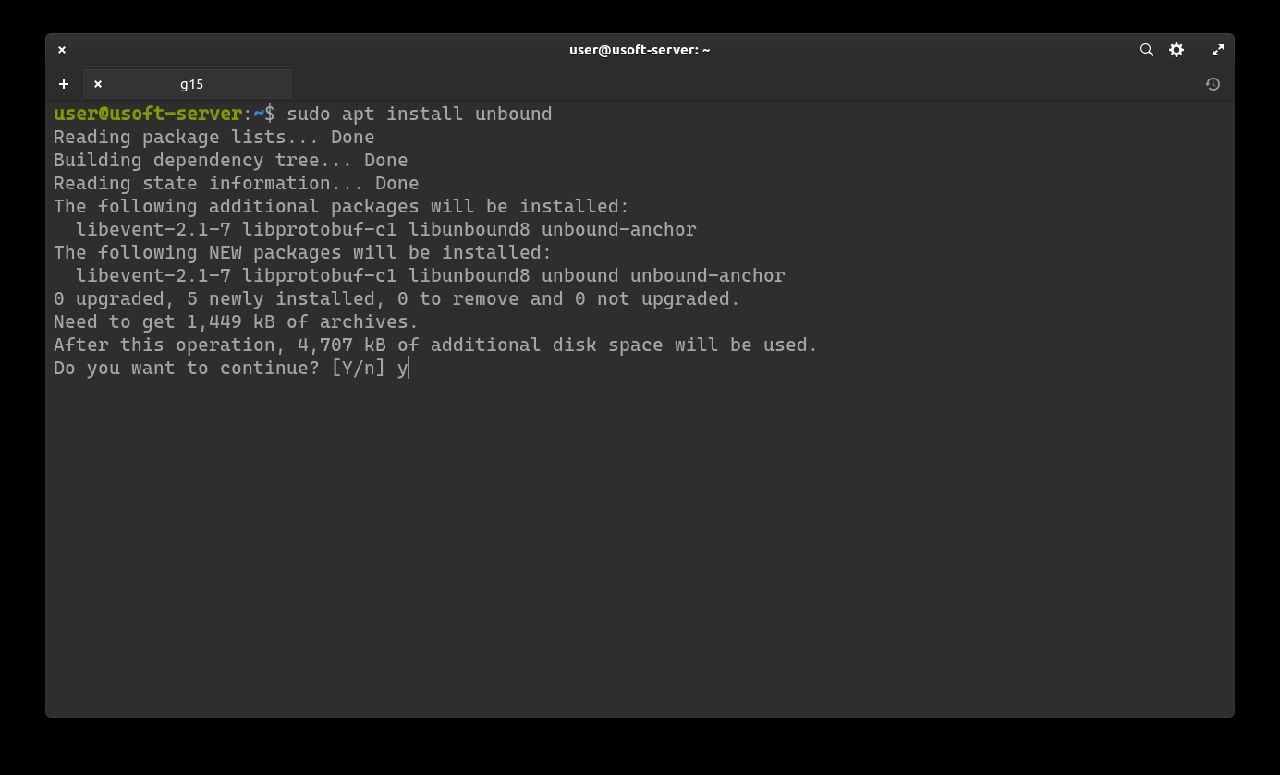 user@usoft-server: ~
g15
user@usoft-server:~$ sudo apt install unbound
Reading package lists... Done
Building dependency tree... Done
Reading state information... Done
The following additional packages will be installed:
  libevent-2.1-7 libprotobuf-c1 libunbound8 unbound-anchor
The following NEW packages will be installed:
  libevent-2.1-7 libprotobuf-c1 libunbound8 unbound unbound-anchor
0 upgraded, 5 newly installed, 0 to remove and 0 not upgraded.
Need to get 1,449 kB of archives.
After this operation, 4,707 kB of additional disk space will be used.
Do you want to continue? [Y/n] y